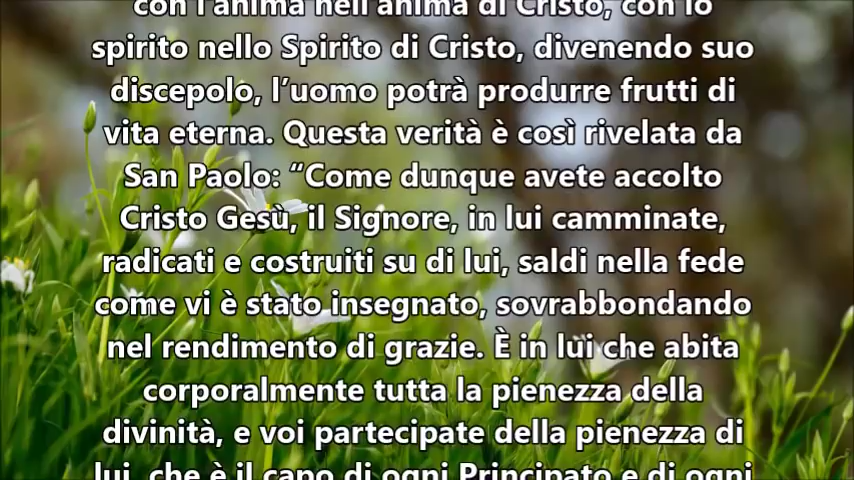 con l'anima nell'anima di Cristo, con lo
spirito nello Spirito di Cristo, divenendo suo
discepolo, l’uomo potrà produrre frutti di
vita eterna. Questa verità è così rivelata da
San Paolo: “Come dunque avete accolto
Cristo Gesù, il Signore, in lui camminate,
radicati e costruiti su di lui, saldi nella fede
come vi è stato insegnato, sovrabbondando
nel rendimento di grazie. È in lui che abita
corporalmente tutta la pienezza della
divinità, e voi partecipate della pienezza di
lui, che è il capo di ogni Principato e di ogni